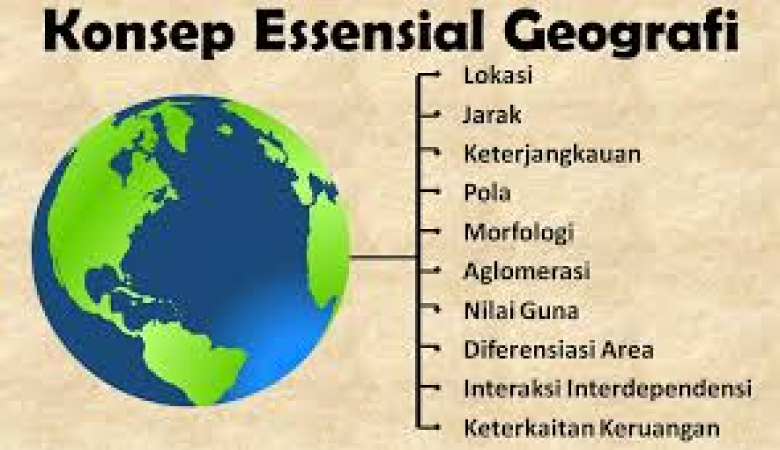 Konsep Essensial Geografi
Lokasi
Jarak
Keterjangkauan
Pola
Morfologi
Aglomerasi
Nilai Guna
Diferensiasi Area
Interaksi Interdependensi
Keterkaitan Keruangan